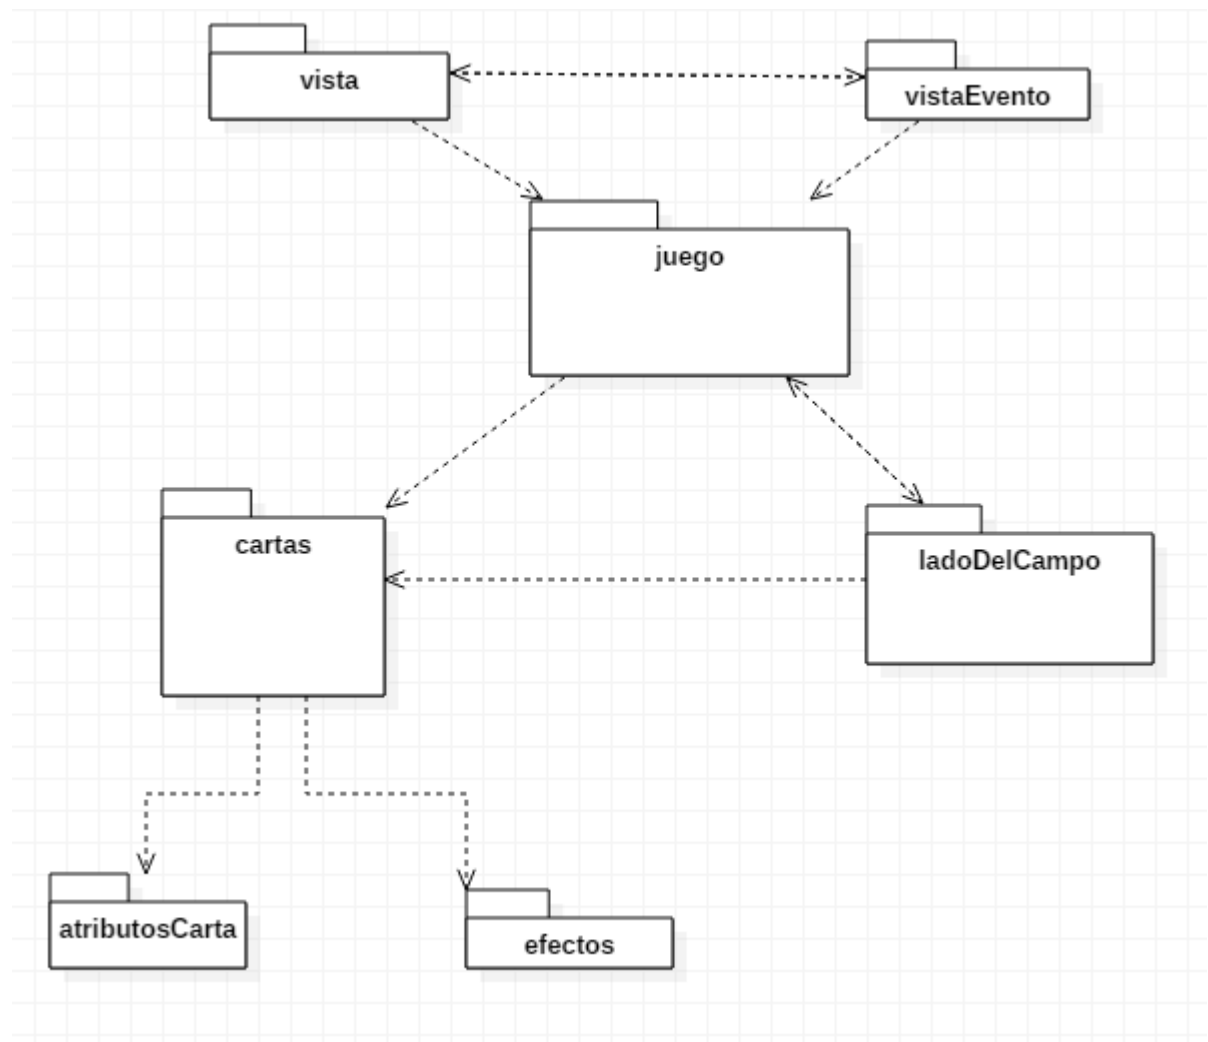 vista
vistaEvento
juego
cartas
ladoDelCampo
atributosCarta
efectos